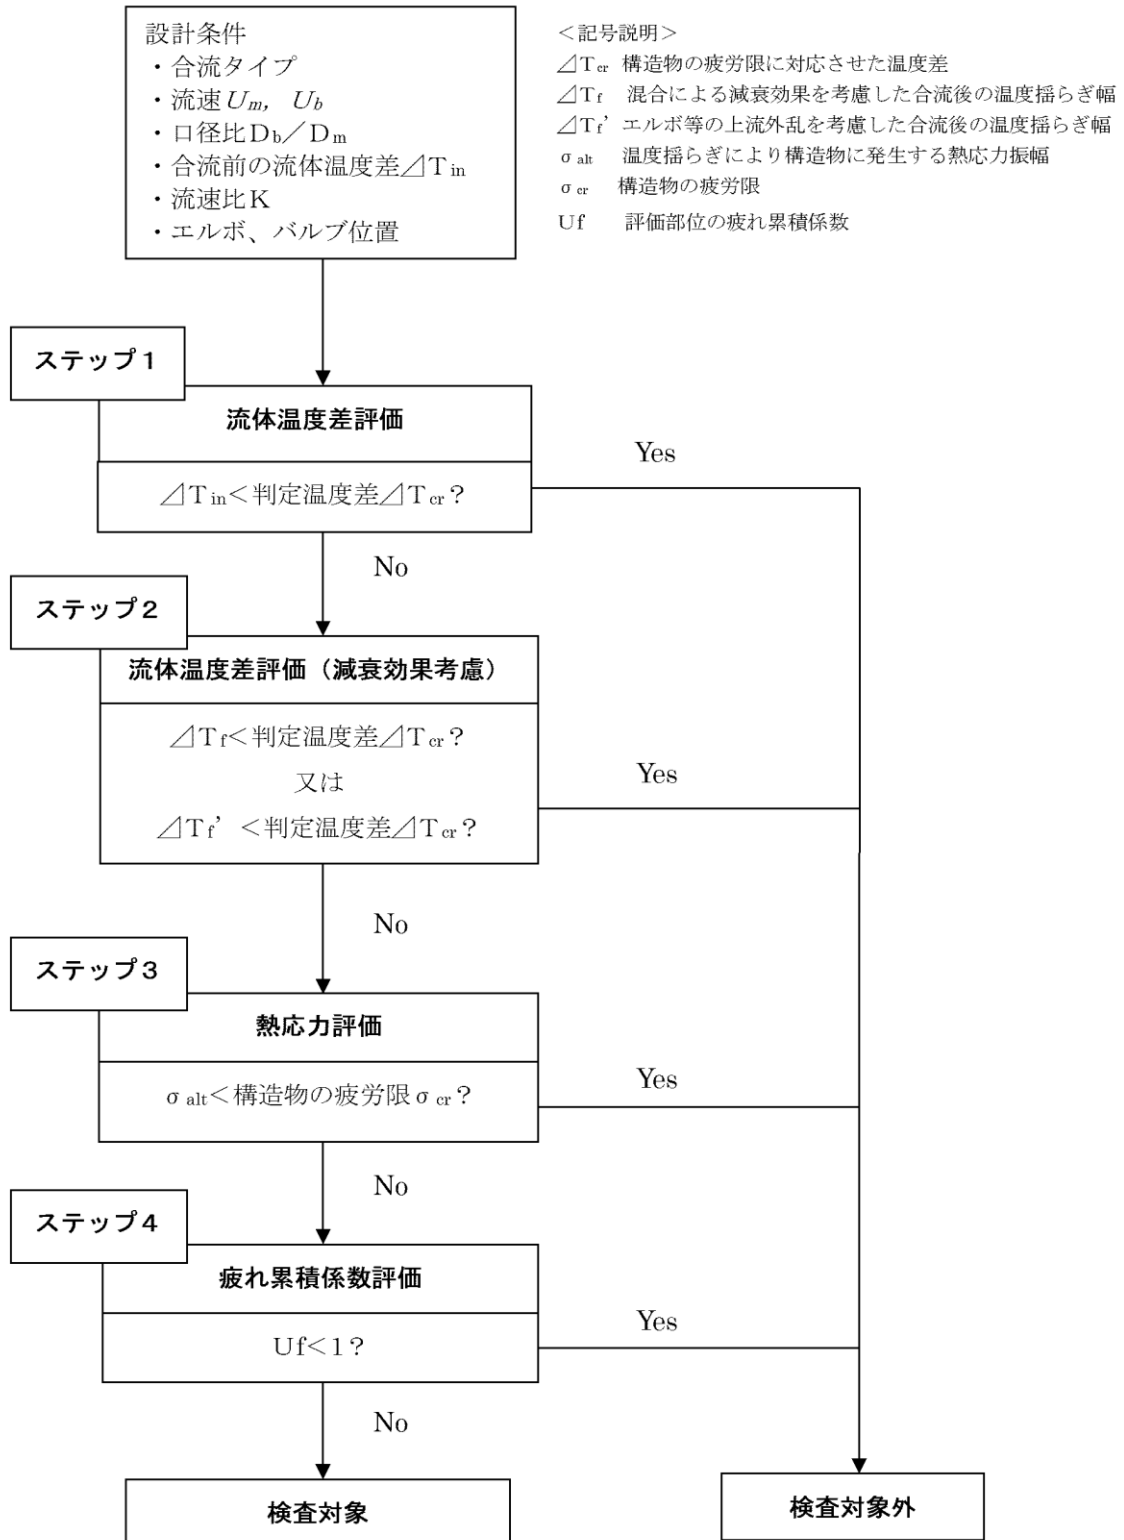 設計条件
・合流タイプ
・流速Um, Ub
・口径比Db／Dm
・合流前の流体温度差⊿Tin
・流速比K
・エルボ、バルブ位置
＜記号説明＞
⊿Tcr 構造物の疲労限に対応させた温度差
⊿Tf 混合による減衰効果を考慮した合流後の温度揺らぎ幅
⊿Tf’ エルボ等の上流外乱を考慮した合流後の温度揺らぎ幅
σalt 温度揺らぎにより構造物に発生する熱応力振幅
σcr 構造物の疲労限
Uf 評価部位の疲れ累積係数
ステップ１
流体温度差評価
⊿Tin＜判定温度差⊿Tcr？
Yes
No
ステップ２
流体温度差評価（減衰効果考慮）
⊿Tf＜判定温度差⊿Tcr？
又は
⊿Tf’＜判定温度差⊿Tcr？
Yes
No
ステップ３
熱応力評価
σalt＜構造物の疲労限σcr？
Yes
No
ステップ４
疲れ累積係数評価
Uf＜1？
Yes
No
検査対象
検査対象外